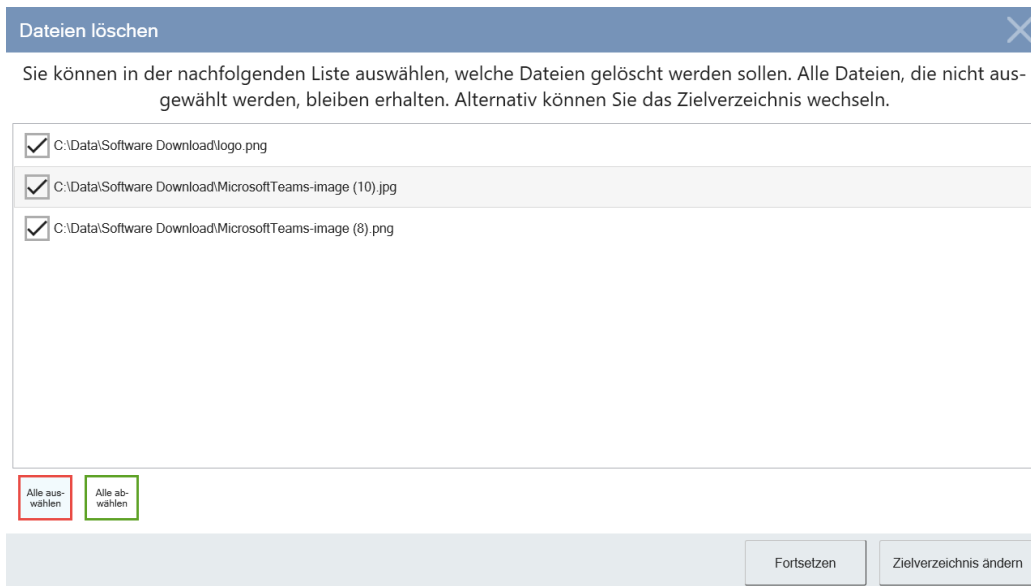 Dateien löschen
Sie können in der nachfolgenden Liste auswählen, welche Dateien gelöscht werden sollen. Alle Dateien, die nicht aus-
gewählt werden, bleiben erhalten. Alternativ können Sie das Zielverzeichnis wechseln.
C:\Data\Software Download\logo.png
C:\Data\Software Download\MicrosoftTeams-image (10).jpg
C:\Data\Software Download\MicrosoftTeams-image (8).png
Alle aus-
wählen
Alle ab-
wählen
Fortsetzen
Zielverzeichnis ändern